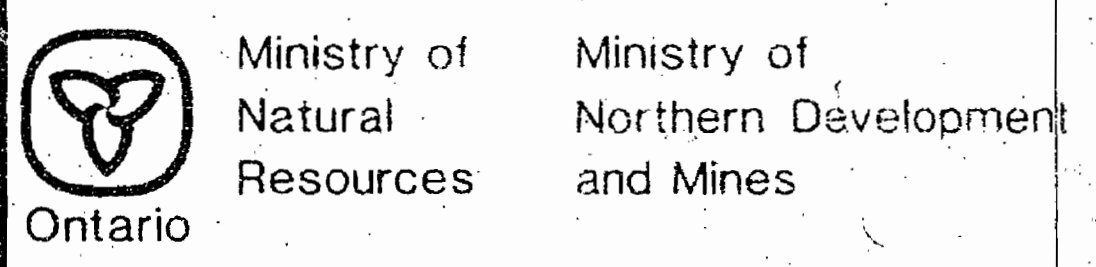 Ministry of
Natural
Resources
Ministry of
Northern Development
and Mines
Ontario